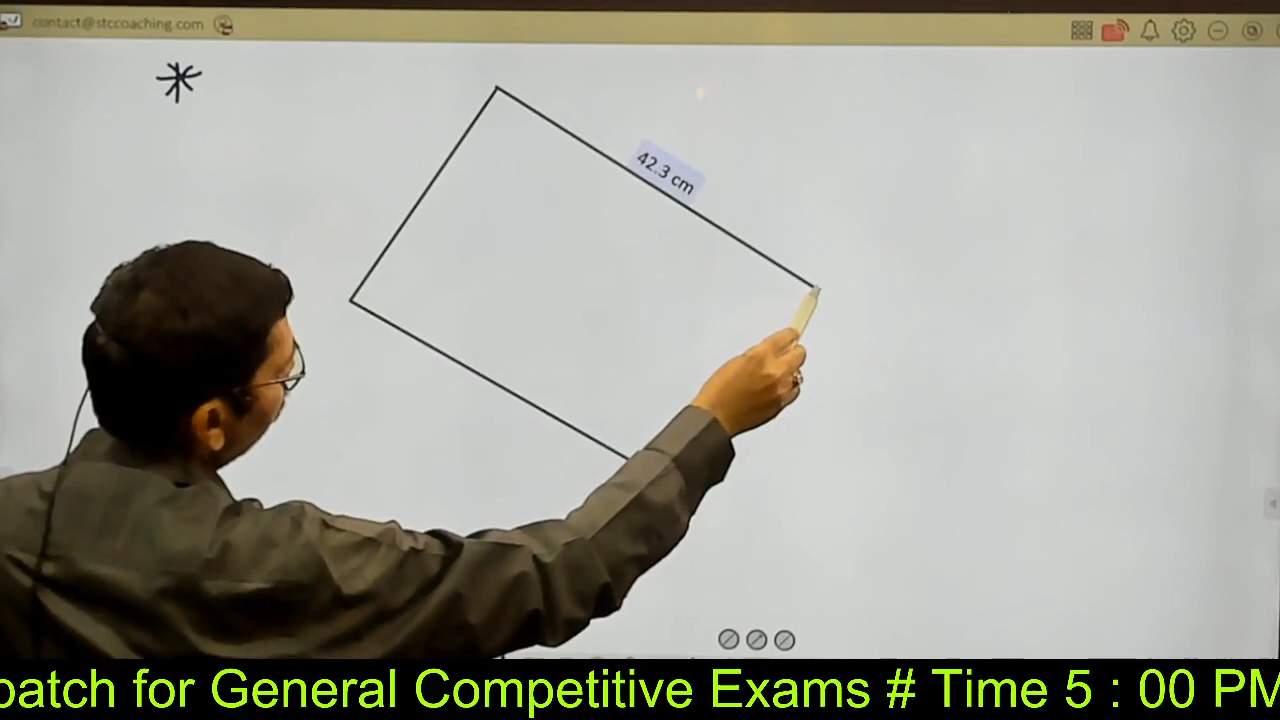 contact@stccoaching.com
42.3 cm
batch for General Competitive Exams # Time 5 : 00 PM